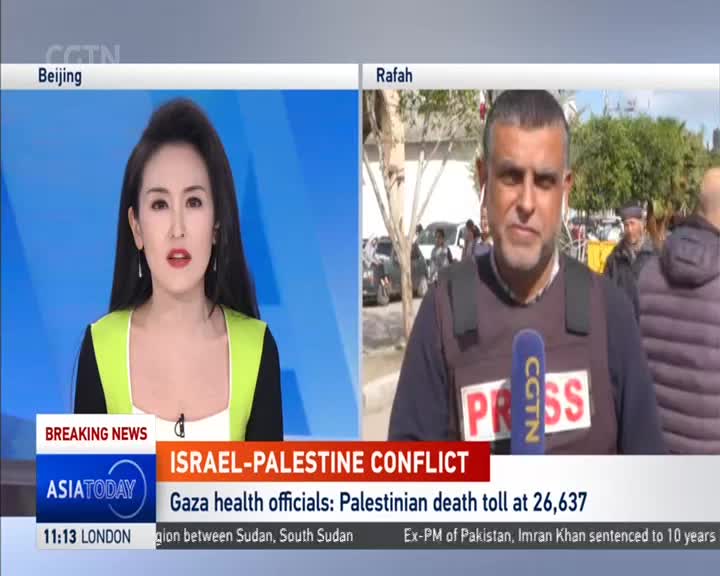 CGTN
Beijing
Rafah
PRESS
CGTN
BREAKING NEWS
ISRAEL-PALESTINE CONFLICT
ASIA TODAY
Gaza health officials: Palestinian death toll at 26,637
11:13 LONDON
gion between Sudan, South Sudan
Ex-PM of Pakistan, Imran Khan sentenced to 10 years